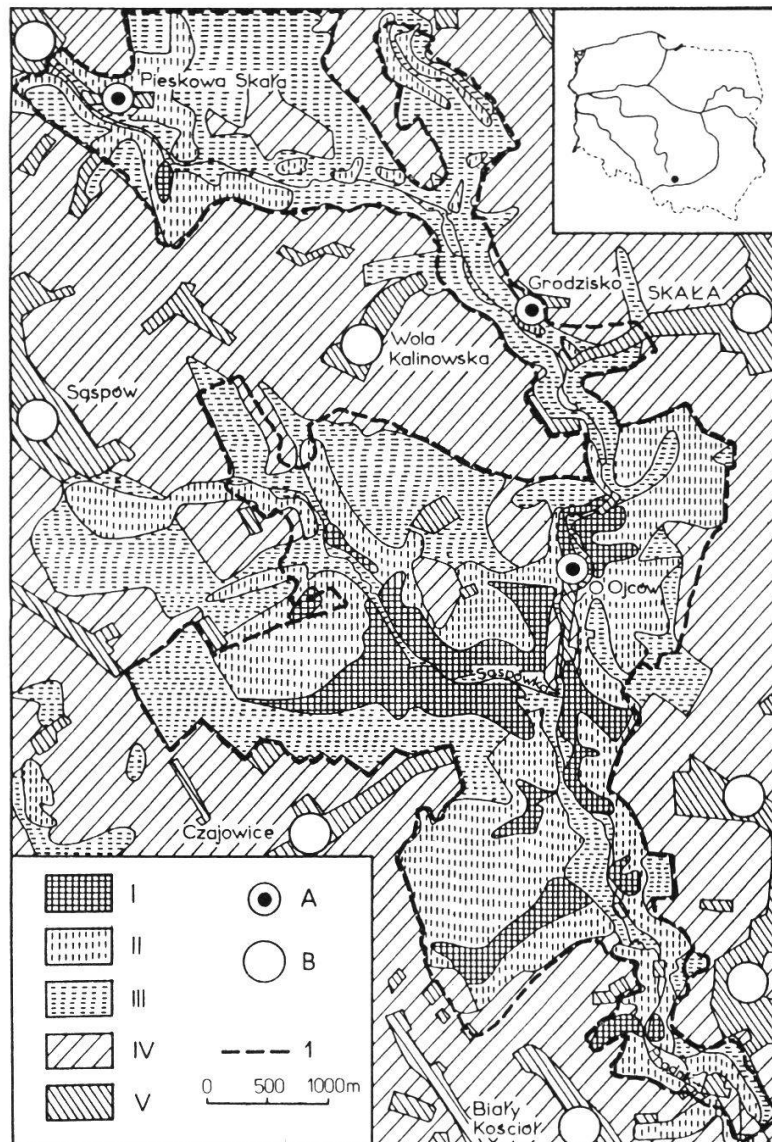 Pieskowa Skała
Grodzisko
SKAŁA
Wola
Kalinowska
Sąspów
Ojców
Sąspówka
Czajowice
I
II
III
IV
V
A
B
1
0 500 1000m
Biały
Kościół